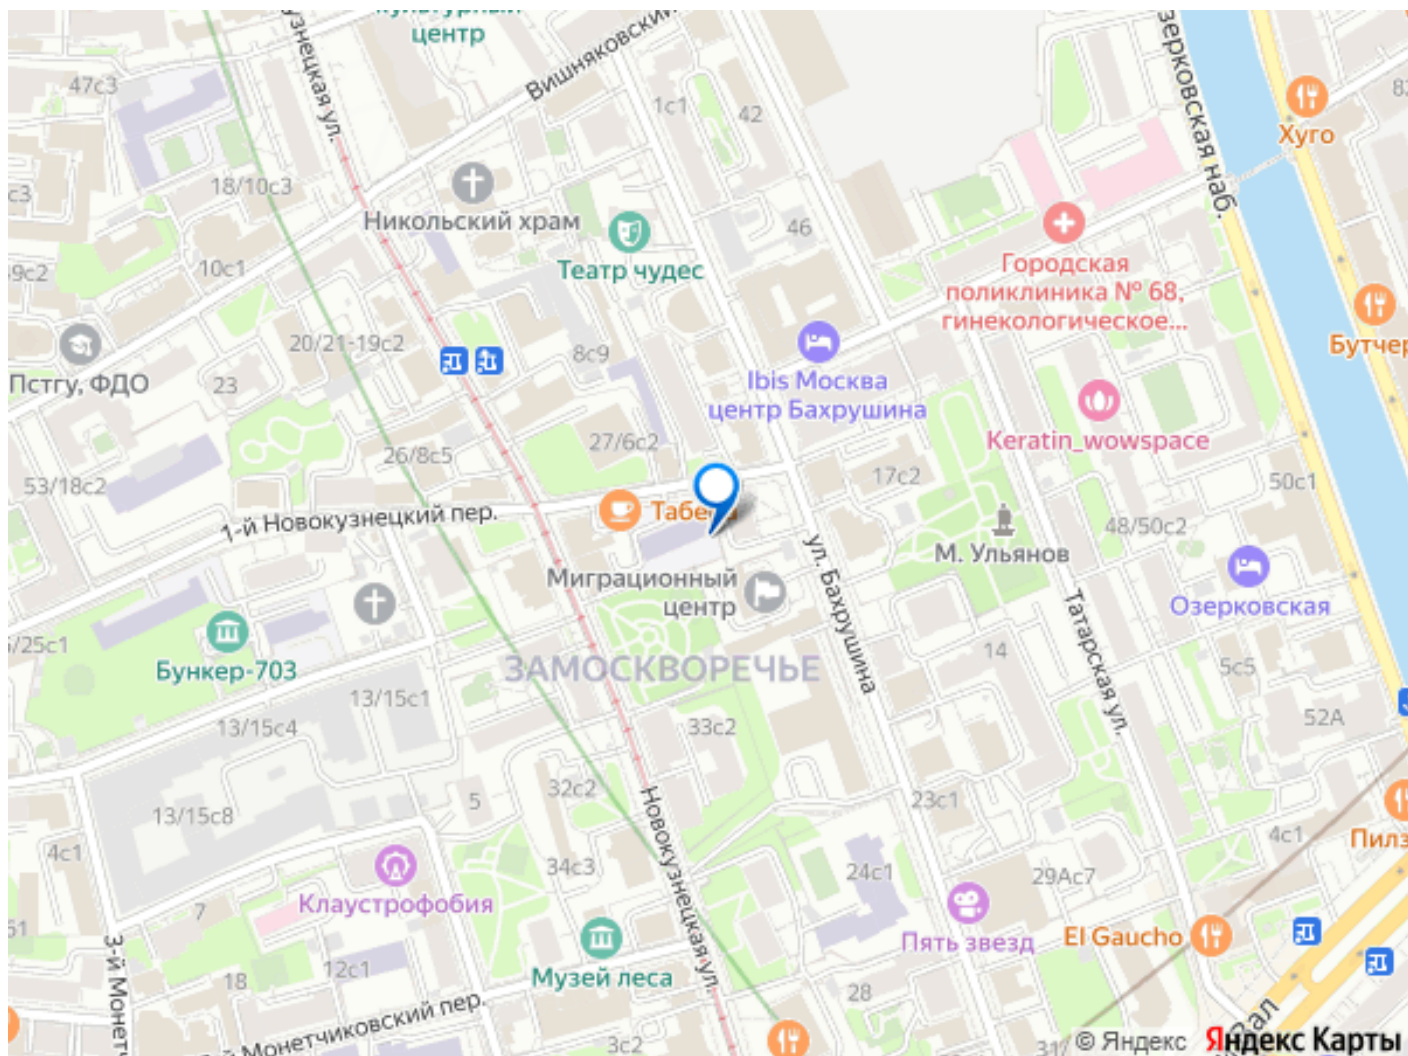 культурный
центр
Вишняковский
47с3
1с1
42
Хуго
18/10с3
Никольский храм
46
Театр чудес
10с1
Городская
поликлиника № 68,
гинекологическое...
Озерковская наб.
20/21-19с2
8с9
Пстгу, ФДО
23
Ibis Москва
центр Бахрушина
Keratin_wowspace
27/6с2
26/8с5
17с2
53/18с2
50с1
1-й Новокузнецкий пер.
48/50с2
М. Ульянов
Миграционный
центр
ул. Бахрушина
Озерковская
Татарская ул.
Бункер-703
ЗАМОСКВОРЕЧЬЕ
14
5с5
13/15с1
13/15с4
33с2
52А
32с2
5
23с1
13/15с8
4с1
4с1
34с3
24с1
29Ас7
Клаустрофобия
7
Новокузнецкая ул.
Пять звезд
El Gaucho
Музей леса
12с1
18
28
Монетчиковский пер.
3с2
© Яндекс
Яндекс Карты